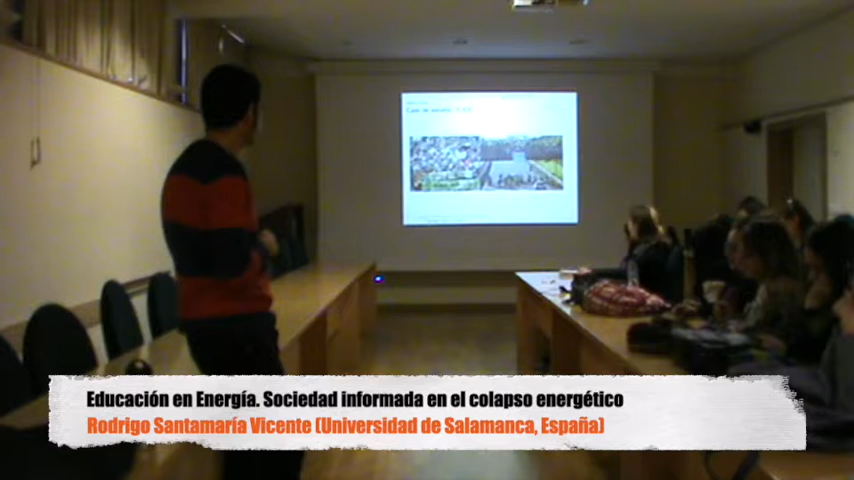 Educación en Energía. Sociedad informada en el colapso energético
Rodrigo Santamaría Vicente (Universidad de Salamanca, España)